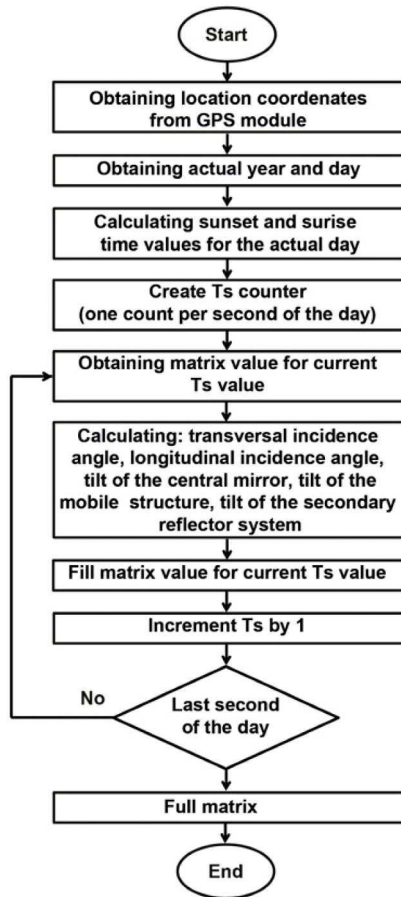 Start
Obtaining location coordenates
from GPS module
Obtaining actual year and day
Calculating sunset and surise
time values for the actual day
Create Ts counter
(one count per second of the day)
Obtaining matrix value for current
Ts value
Calculating: transversal incidence
angle, longitudinal incidence angle,
tilt of the central mirror, tilt of the
mobile structure, tilt of the secondary
reflector system
Fill matrix value for current Ts value
Increment Ts by 1
No
Last second
of the day
Full matrix
End